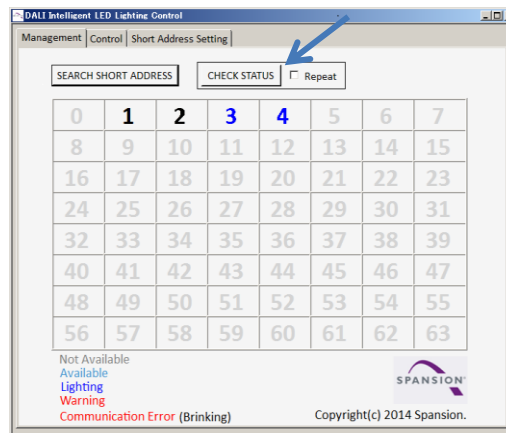 DALI Intelligent LED Lighting Control
Management Control Short Address Setting
SEARCH SHORT ADDRESS CHECK STATUS Repeat
0 1 2 3 4 5 6 7
8 9 10 11 12 13 14 15
16 17 18 19 20 21 22 23
24 25 26 27 28 29 30 31
32 33 34 35 36 37 38 39
40 41 42 43 44 45 46 47
48 49 50 51 52 53 54 55
56 57 58 59 60 61 62 63
Not Available
Available
Lighting
Warning
Communication Error (Brinking)
SPANSION
Copyright(c) 2014 Spansion.